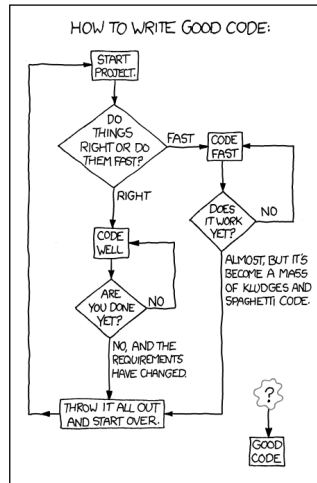 HOW TO WRITE GOOD CODE:
START
PROJECT.
DO
THINGS
RIGHT OR DO
THEM FAST?
FAST
CODE
FAST
RIGHT
DOES
IT WORK
YET?
NO
CODE
WELL
ALMOST, BUT IT'S
BECOME A MASS
OF KLUDGES AND
SPAGHETTI CODE.
ARE
YOU DONE
YET?
NO
NO, AND THE
REQUIREMENTS
HAVE CHANGED.
THROW IT ALL OUT
AND START OVER.
?
GOOD
CODE